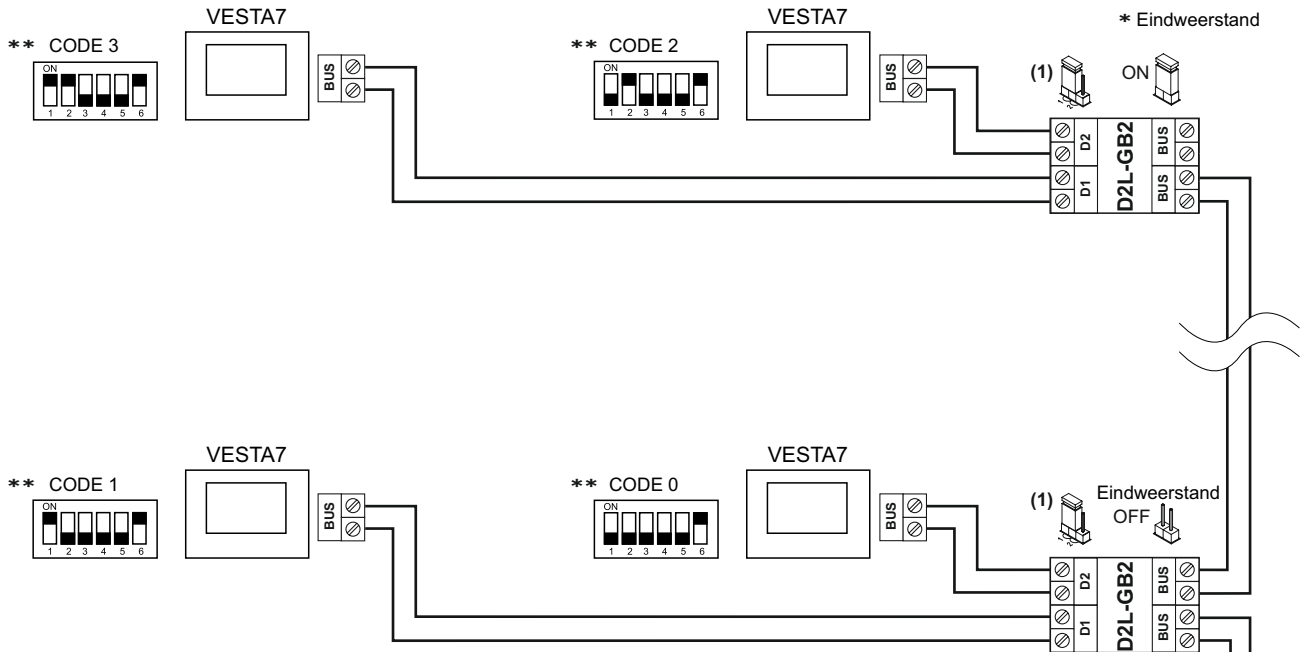 VESTA7
VESTA7
* Eindweerstand
** CODE 3
** CODE 2
(1)
ON
ON
1 2 3 4 5 6
BUS
ON
1 2 3 4 5 6
BUS
D2
D1
D2L-GB2
BUS
BUS
VESTA7
VESTA7
** CODE 1
** CODE 0
(1)
Eindweerstand
OFF
ON
1 2 3 4 5 6
BUS
ON
1 2 3 4 5 6
BUS
D2
D1
D2L-GB2
BUS
BUS